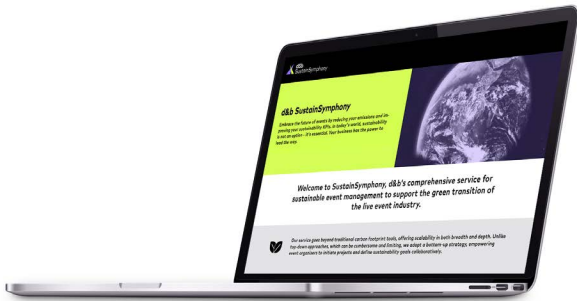 d&b
SustainSymphony
d&b SustainSymphony
Embrace the future of events by reducing your emissions and im-
proving your sustainability KPIs. In today's world, sustainability
is not an option - it's essential. Your business has the power to
lead the way.
Welcome to SustainSymphony, d&b's comprehensive service for
sustainable event management to support the green transition of
the live event industry.
Our service goes beyond traditional carbon footprint tools, offering scalability in both breadth and depth. Unlike
top-down approaches, which can be cumbersome and limiting, we adopt a bottom-up strategy, empowering
event organisers to initiate projects and define sustainability goals collaboratively.